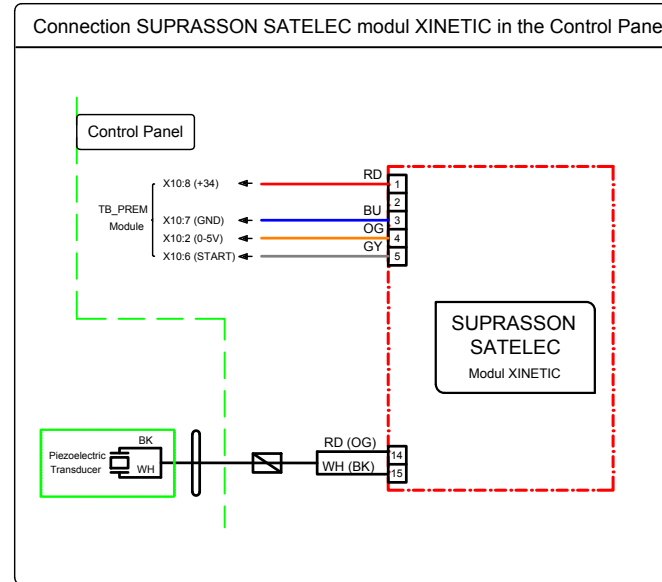 Connection SUPRASSON SATELEC modul XINETIC in the Control Pane
Control Panel
TB_PREM
Module
X10:8 (+34)
X10:7 (GND)
X10:2 (0-5V)
X10:6 (START)
RD
BU
OG
GY
1
2
3
4
5
SUPRASSON
SATELEC
Modul XINETIC
Piezoelectric
Transducer
BK
WH
RD (OG)
WH (BK)
14
15